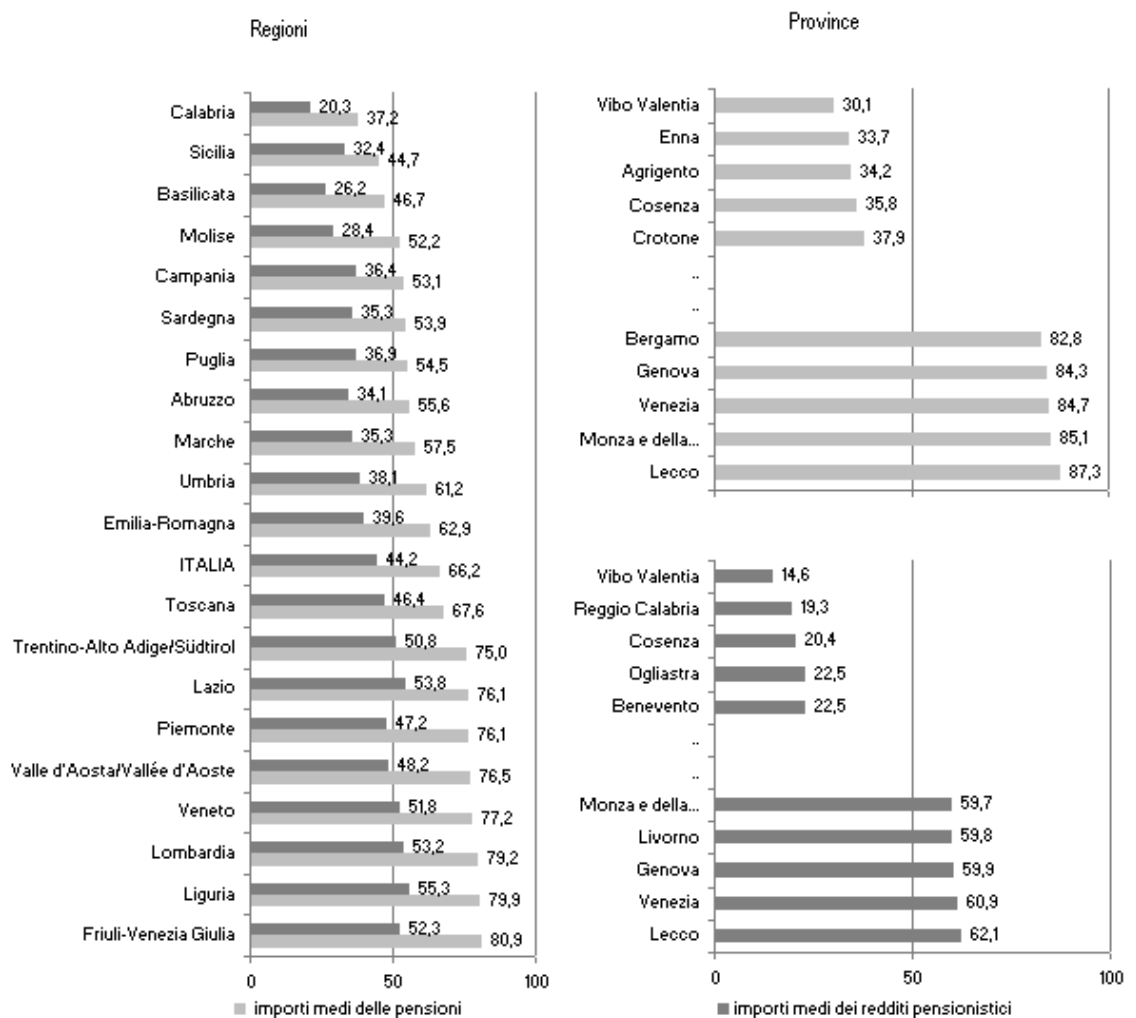 Regioni
Calabria 20,3 37,2
Sicilia 32,4 44,7
Basilicata 26,2 46,7
Molise 28,4 52,2
Campania 36,4 53,1
Sardegna 35,3 53,9
Puglia 36,9 54,5
Abruzzo 34,1 55,6
Marche 35,3 57,5
Umbria 38,1 61,2
Emilia-Romagna 39,6 62,9
ITALIA 44,2 66,2
Toscana 46,4 67,6
Trentino-Alto Adige/Südtirol 50,8 75,0
Lazio 53,8 76,1
Piemonte 47,2 76,1
Valle d'Aosta/Vallée d'Aoste 48,2 76,5
Veneto 51,8 77,2
Lombardia 53,2 79,2
Liguria 55,3 79,9
Friuli-Venezia Giulia 52,3 80,9
0 50 100
importi medi delle pensioni
Province
Vibo Valentia 30,1
Enna 33,7
Agrigento 34,2
Cosenza 35,8
Crotone 37,9
..
..
Bergamo 82,8
Genova 84,3
Venezia 84,7
Monza e della... 85,1
Lecco 87,3
Vibo Valentia 14,6
Reggio Calabria 19,3
Cosenza 20,4
Ogliastra 22,5
Benevento 22,5
..
..
Monza e della... 59,7
Livorno 59,8
Genova 59,9
Venezia 60,9
Lecco 62,1
0 50 100
importi medi dei redditi pensionistici